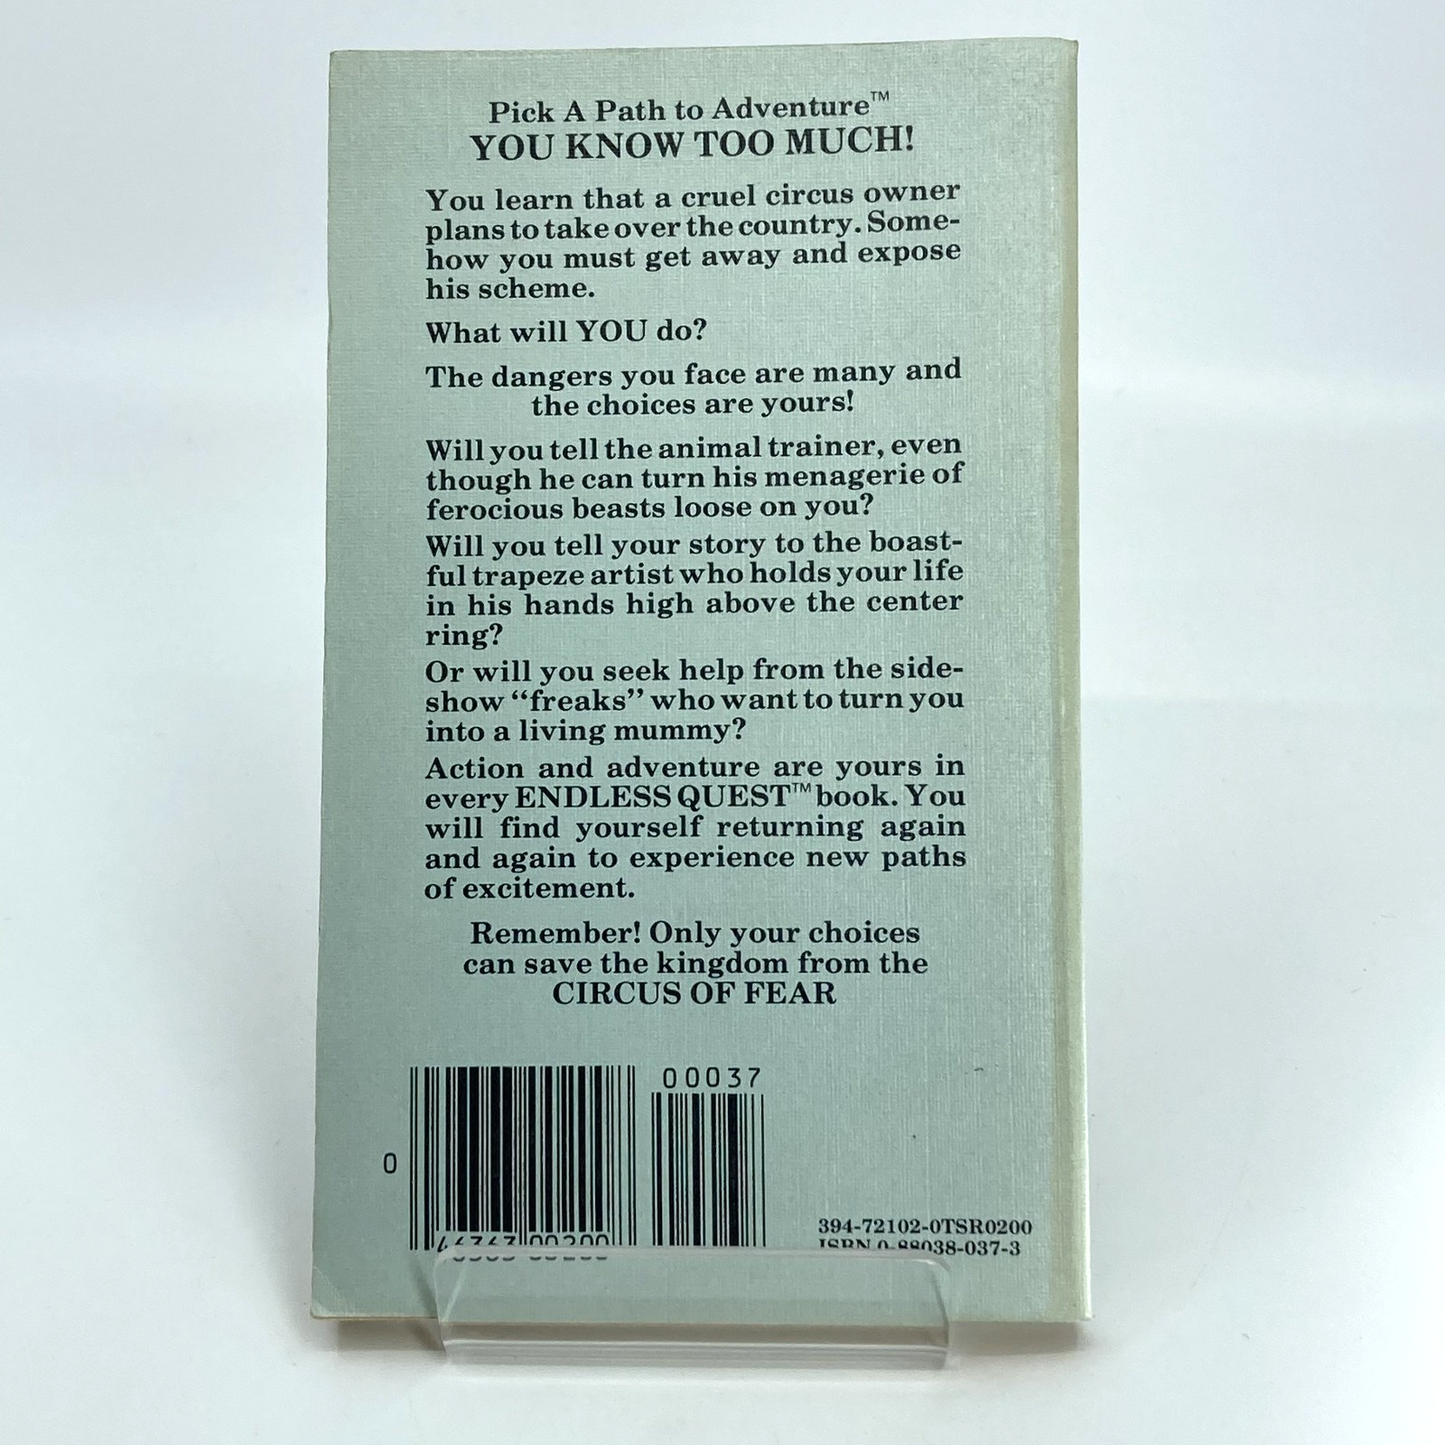 Pick A Path to Adventure™
YOU KNOW TOO MUCH!
You learn that a cruel circus owner
plans to take over the country. Some-
how you must get away and expose
his scheme.
What will YOU do?
The dangers you face are many and
the choices are yours!
Will you tell the animal trainer, even
though he can turn his menagerie of
ferocious beasts loose on you?
Will you tell your story to the boast-
ful trapeze artist who holds your life
in his hands high above the center
ring?
Or will you seek help from the side-
show “freaks” who want to turn you
into a living mummy?
Action and adventure are yours in
every ENDLESS QUEST™ book. You
will find yourself returning again
and again to experience new paths
of excitement.
Remember! Only your choices
can save the kingdom from the
CIRCUS OF FEAR
00037
0
46363 00200
394-72102-0TSR0200
ISBN 0-88038-037-3